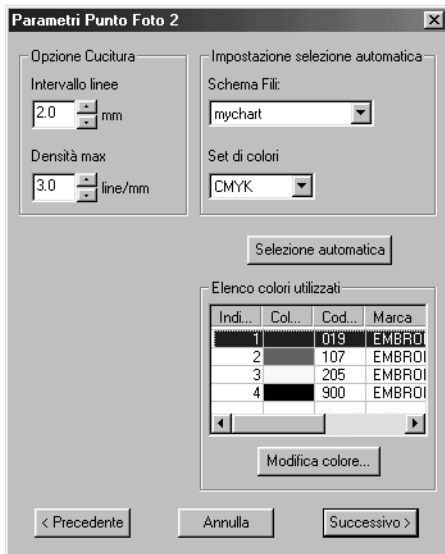 Parametri Punto Foto 2
Opzione Cucitura
Intervallo linee
2.0 mm
Densità max
3.0 line/mm
Impostazione selezione automatica
Schema Fili:
mychart
Set di colori
CMYK
Selezione automatica
Elenco colori utilizzati
Indi... Col... Cod... Marca
1 019 EMBROI
2 107 EMBROI
3 205 EMBROI
4 900 EMBROI
Modifica colore...
< Precedente Annulla Successivo >